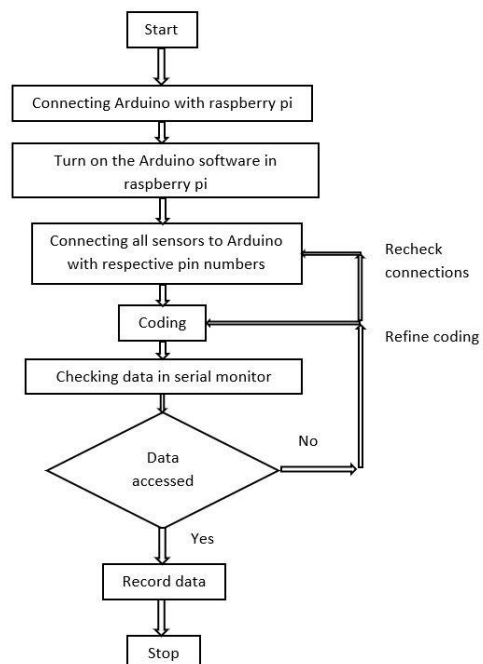 Start
Connecting Arduino with raspberry pi
Turn on the Arduino software in
raspberry pi
Connecting all sensors to Arduino
with respective pin numbers
Recheck
connections
Coding
Refine coding
Checking data in serial monitor
No
Data
accessed
Yes
Record data
Stop